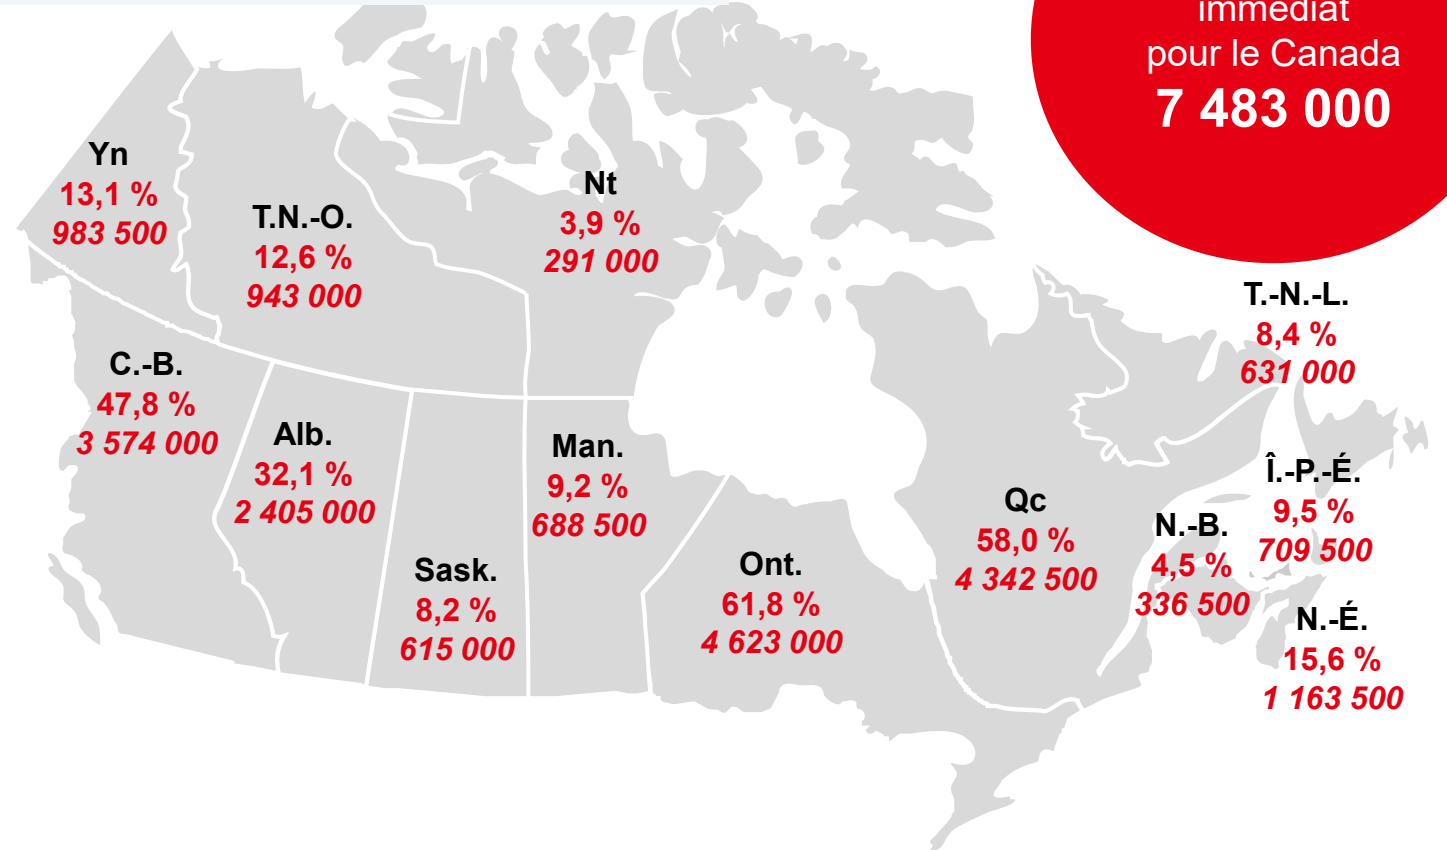 immédiat
pour le Canada
7 483 000
Yn
13,1 %
983 500
T.N.-O.
12,6 %
943 000
Nt
3,9 %
291 000
T.-N.-L.
8,4 %
631 000
C.-B.
47,8 %
3 574 000
Alb.
32,1 %
2 405 000
Man.
9,2 %
688 500
Sask.
8,2 %
615 000
Ont.
61,8 %
4 623 000
Qc
58,0 %
4 342 500
N.-B.
4,5 %
336 500
Î.-P.-É.
9,5 %
709 500
N.-É.
15,6 %
1 163 500